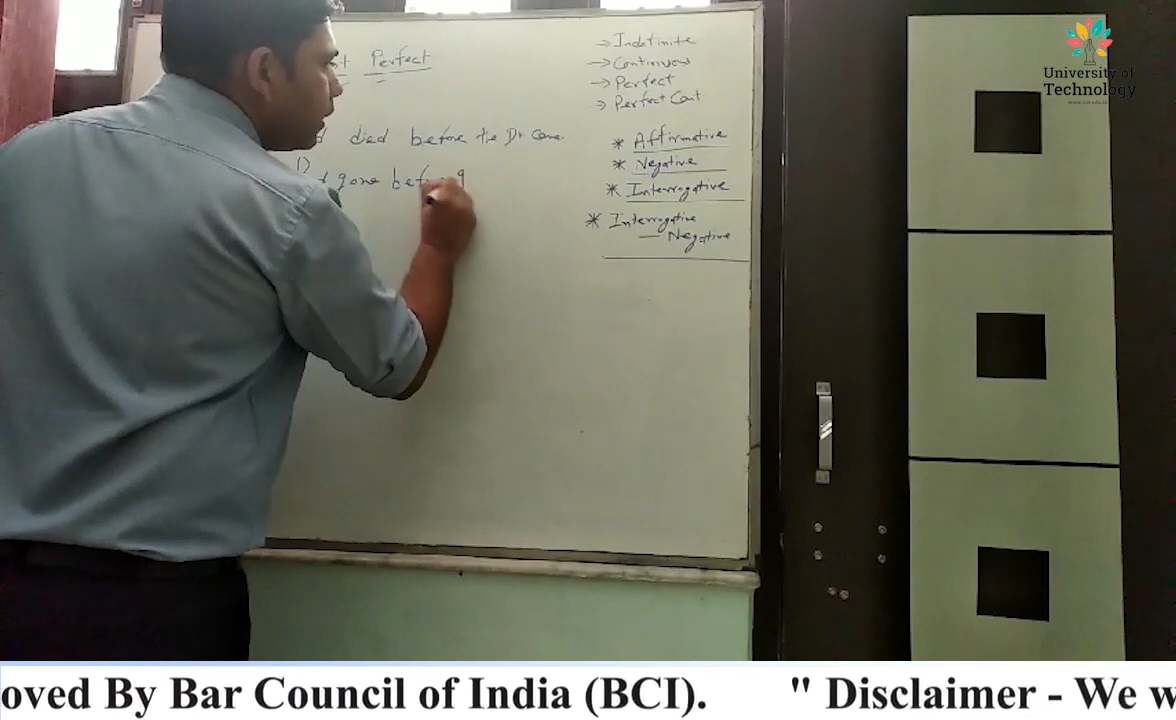 Perfect
→ Indefinite
→ Continuous
→ Perfect
→ Perfect Cont
died before the Dr came.
gone before
* Affirmative
* Negative
* Interrogative
* Interrogative
— Negative
University of
Technology
oved By Bar Council of India (BCI). " Disclaimer - We w